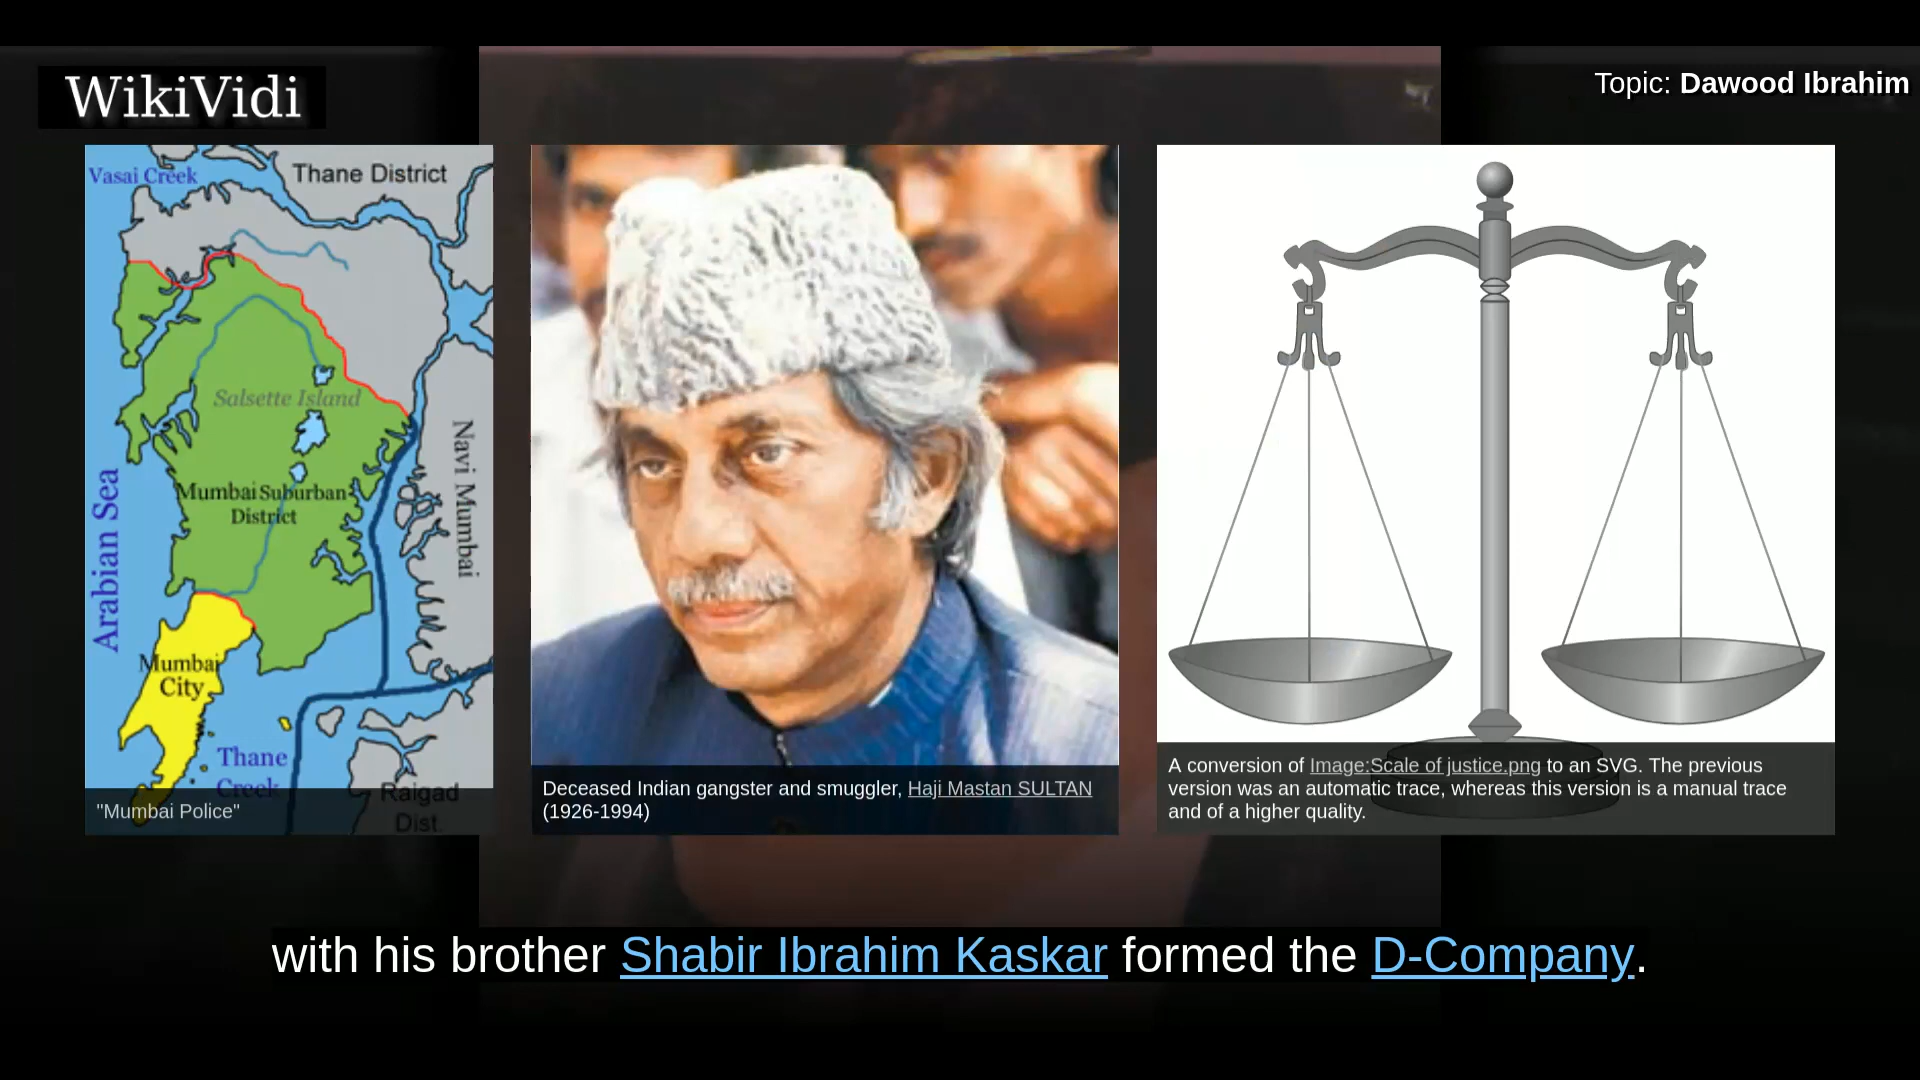 WikiVidi
Topic: Dawood Ibrahim
Vasai Creek
Thane District
Salsette Island
Navi Mumbai
Arabian Sea
Mumbai Suburban
District
Mumbai
City
Thane
Creek
Raigad
Dist.
"Mumbai Police"
Deceased Indian gangster and smuggler, Haji Mastan SULTAN
(1926-1994)
A conversion of Image:Scale of justice.png to an SVG. The previous
version was an automatic trace, whereas this version is a manual trace
and of a higher quality.
with his brother Shabir Ibrahim Kaskar formed the D-Company.